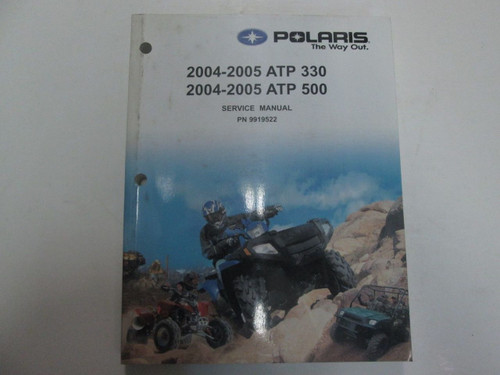 POLARIS
The Way Out.
2004-2005 ATP 330
2004-2005 ATP 500
SERVICE MANUAL
PN 9919522